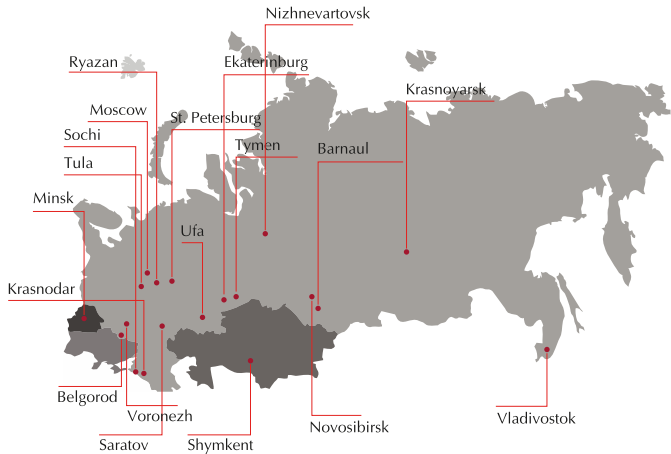 Nizhnevartovsk
Ryazan
Ekaterinburg
Krasnoyarsk
Moscow
St. Petersburg
Sochi
Tymen
Barnaul
Tula
Minsk
Ufa
Krasnodar
Belgorod
Voronezh
Vladivostok
Novosibirsk
Saratov
Shymkent